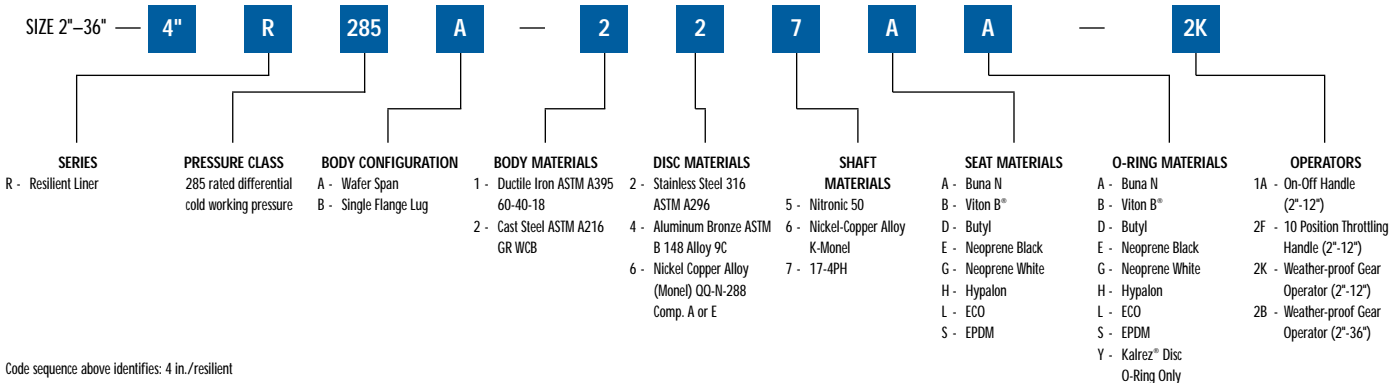 SIZE 2"–36" — 4" R 285 A — 2 2 7 A A — 2K
SERIES
R - Resilient Liner
PRESSURE CLASS
285 rated differential
cold working pressure
BODY CONFIGURATION
A - Wafer Span
B - Single Flange Lug
BODY MATERIALS
1 - Ductile Iron ASTM A395
60-40-18
2 - Cast Steel ASTM A216
GR WCB
DISC MATERIALS
2 - Stainless Steel 316
ASTM A296
4 - Aluminum Bronze ASTM
B 148 Alloy 9C
6 - Nickel Copper Alloy
(Monel) QQ-N-288
Comp. A or E
SHAFT
MATERIALS
5 - Nitronic 50
6 - Nickel-Copper Alloy
K-Monel
7 - 17-4PH
SEAT MATERIALS
A - Buna N
B - Viton B®
D - Butyl
E - Neoprene Black
G - Neoprene White
H - Hypalon
L - ECO
S - EPDM
O-RING MATERIALS
A - Buna N
B - Viton B®
D - Butyl
E - Neoprene Black
G - Neoprene White
H - Hypalon
L - ECO
S - EPDM
Y - Kalrez® Disc
O-Ring Only
OPERATORS
1A - On-Off Handle
(2"-12")
2F - 10 Position Throttling
Handle (2"-12")
2K - Weather-proof Gear
Operator (2"-12")
2B - Weather-proof Gear
Operator (2"-36")
Code sequence above identifies: 4 in./resilient